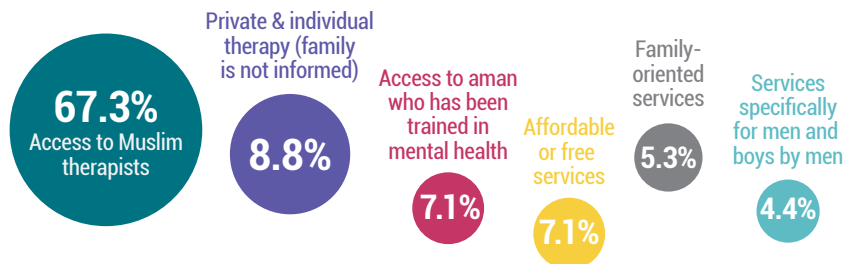 67.3%
Access to Muslim
therapists
Private & individual
therapy (family
is not informed)
8.8%
Access to aman
who has been
trained in
mental health
7.1%
Affordable
or free
services
7.1%
Family-
oriented
services
5.3%
Services
specifically
for men and
boys by men
4.4%